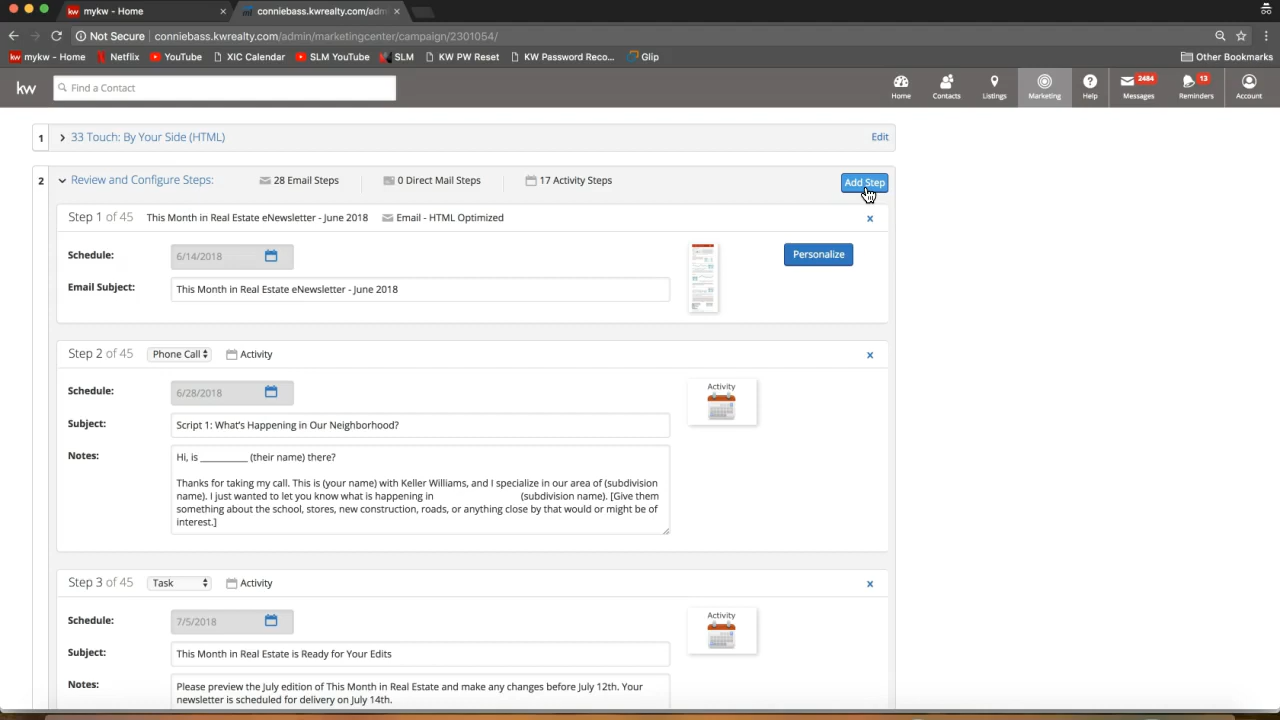 kw mykw - Home ×
mt conniebass.kwrealty.com/adm ×
Not Secure conniebass.kwrealty.com/admin/marketingcenter/campaign/2301054/
kw mykw - Home Netflix YouTube XIC Calendar SLM YouTube SLM KW PW Reset KW Password Reco... Glip Other Bookmarks
kw Find a Contact
Home Contacts Listings Marketing Help 2484 Messages 13 Reminders Account
1 33 Touch: By Your Side (HTML) Edit
2 Review and Configure Steps: 28 Email Steps 0 Direct Mail Steps 17 Activity Steps Add Step
Step 1 of 45 This Month in Real Estate eNewsletter - June 2018 Email - HTML Optimized x
Schedule: 6/14/2018 Personalize
Email Subject: This Month in Real Estate eNewsletter - June 2018
Step 2 of 45 Phone Call Activity x
Schedule: 6/28/2018 Activity
Subject: Script 1: What's Happening in Our Neighborhood?
Notes: Hi, is __________ (their name) there?
Thanks for taking my call. This is (your name) with Keller Williams, and I specialize in our area of (subdivision
name). I just wanted to let you know what is happening in (subdivision name). [Give them
something about the school, stores, new construction, roads, or anything close by that would or might be of
interest.]
Step 3 of 45 Task Activity x
Schedule: 7/5/2018 Activity
Subject: This Month in Real Estate is Ready for Your Edits
Notes: Please preview the July edition of This Month in Real Estate and make any changes before July 12th. Your
newsletter is scheduled for delivery on July 14th.